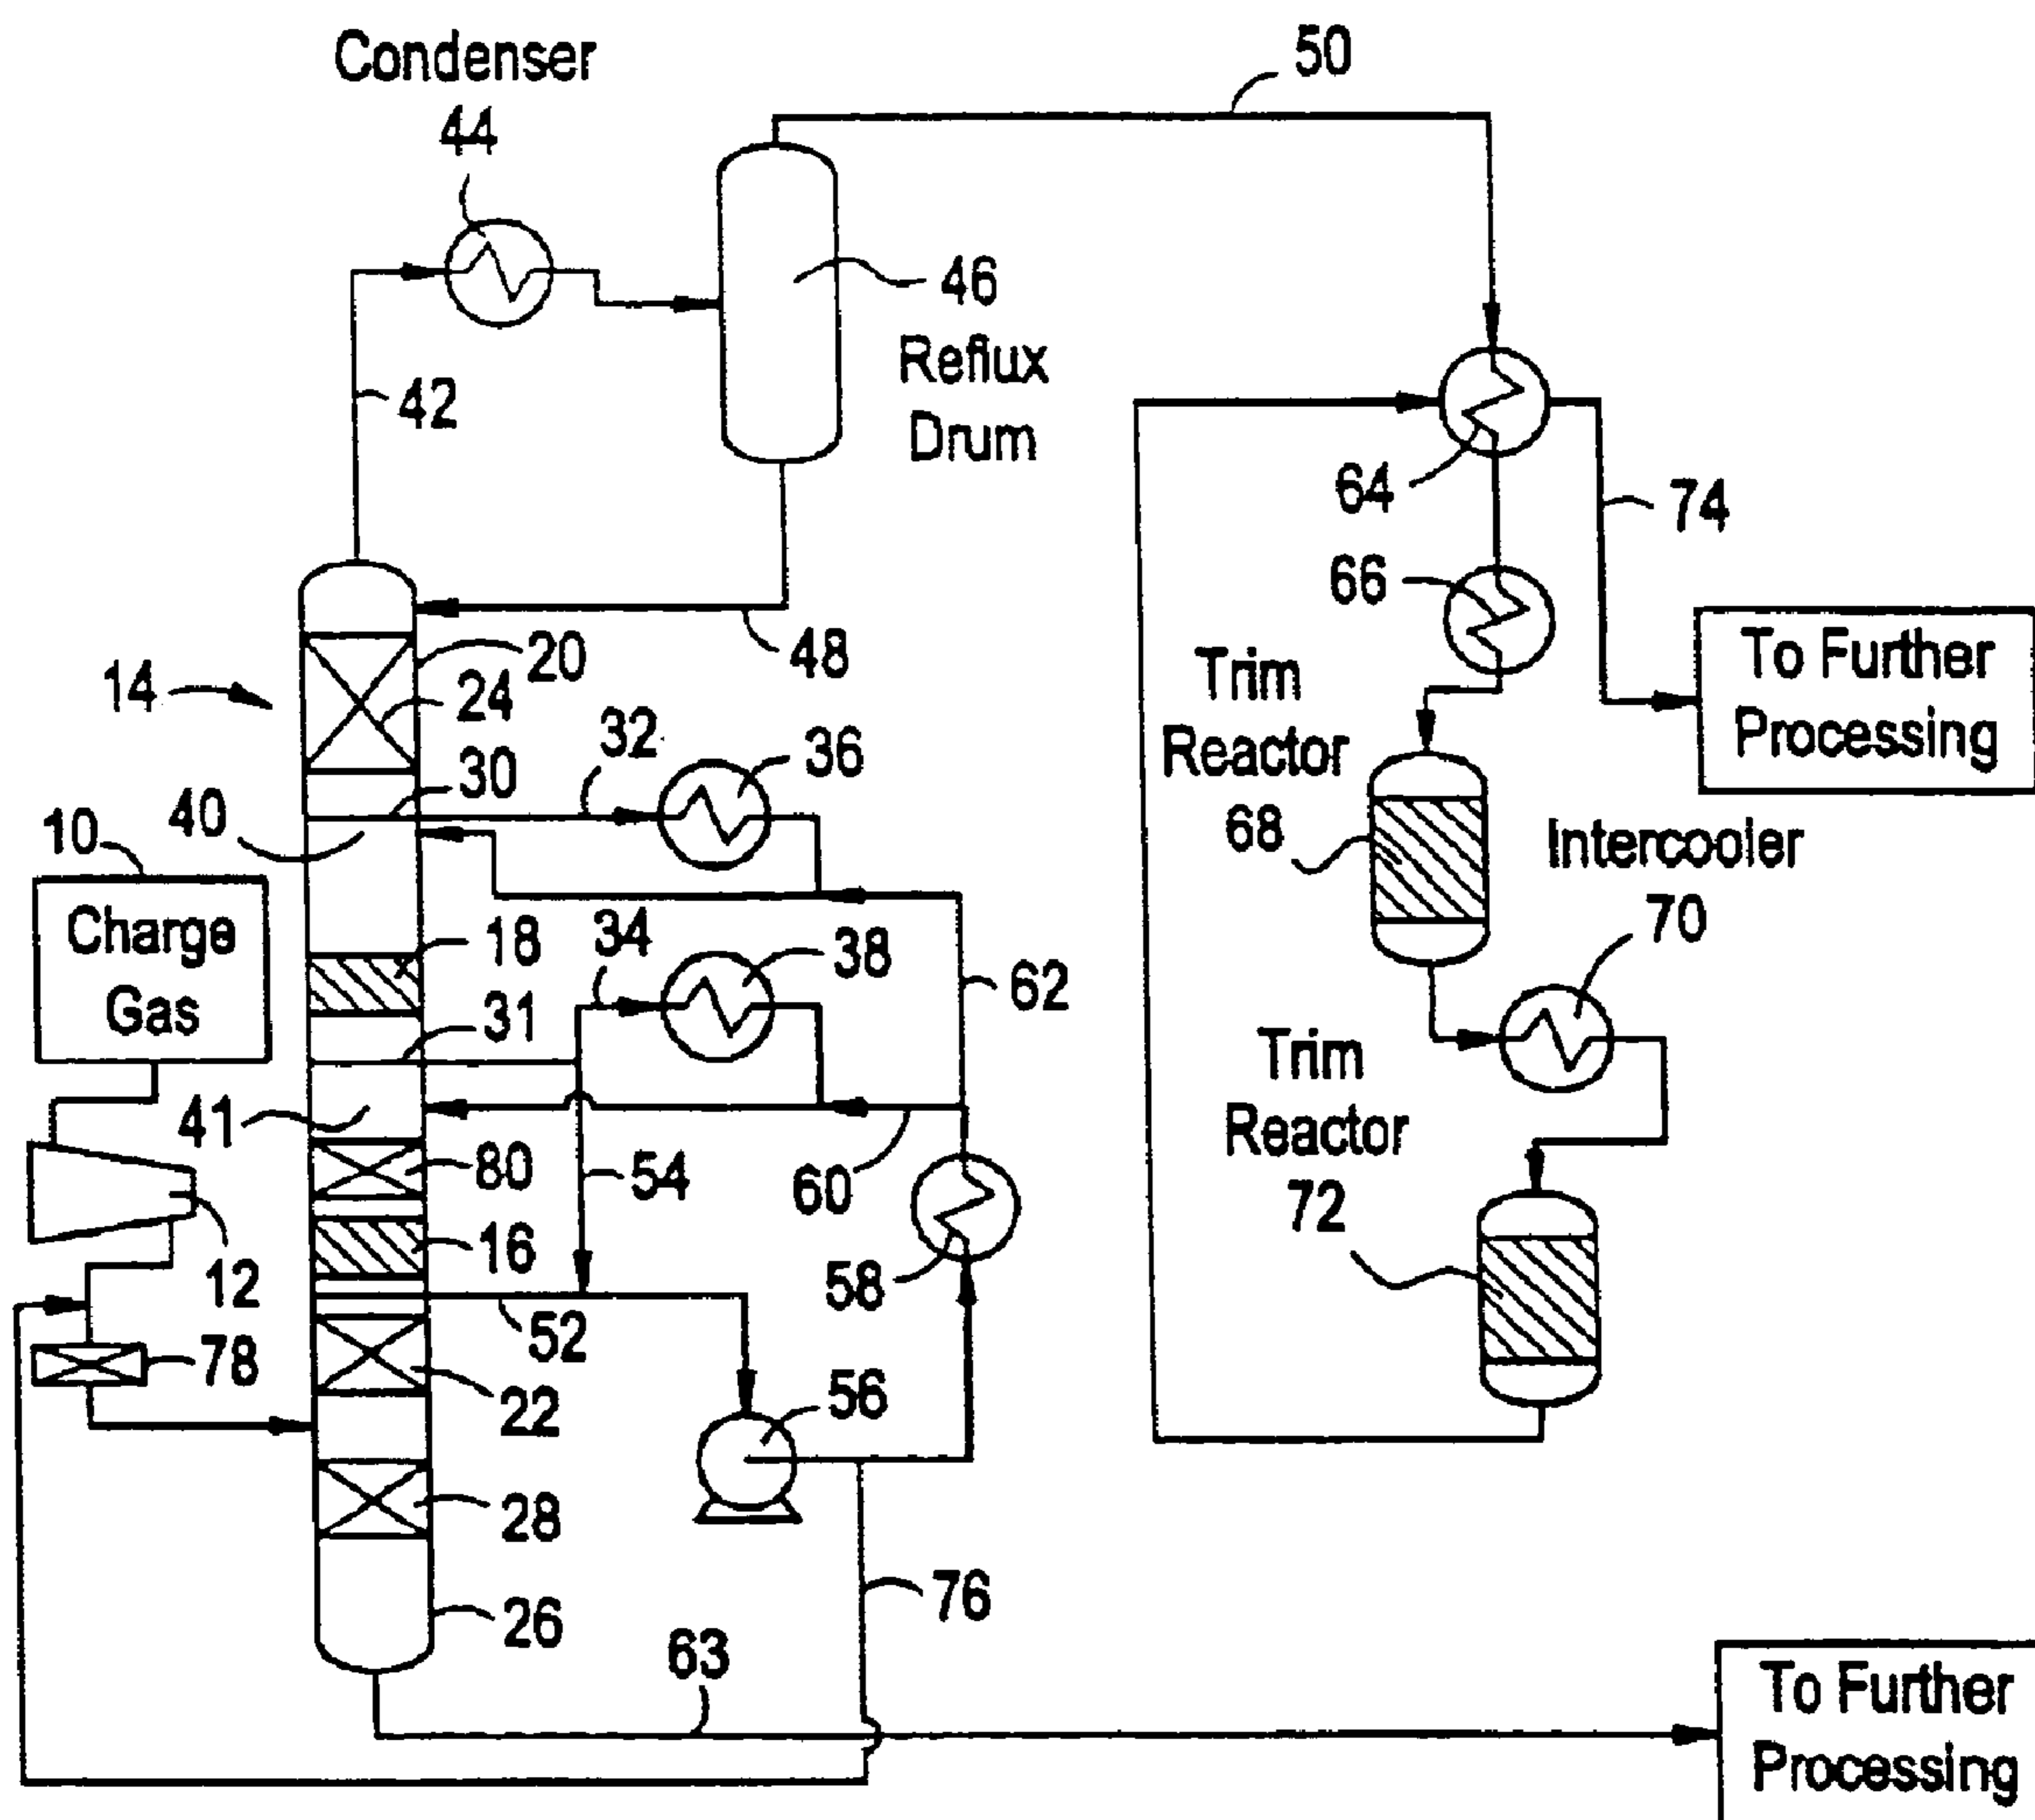 Condenser
44
50
46
Reflux
Drum
42
64
74
66
48
20
14
24
To Further
Processing
Trim
Reactor
68
32
36
30
40
10
Charge
Gas
Intercooler
70
18
34
38
62
31
Trim
Reactor
72
41
80
54
60
16
12
58
52
78
22
56
28
76
26
63
To Further
Processing